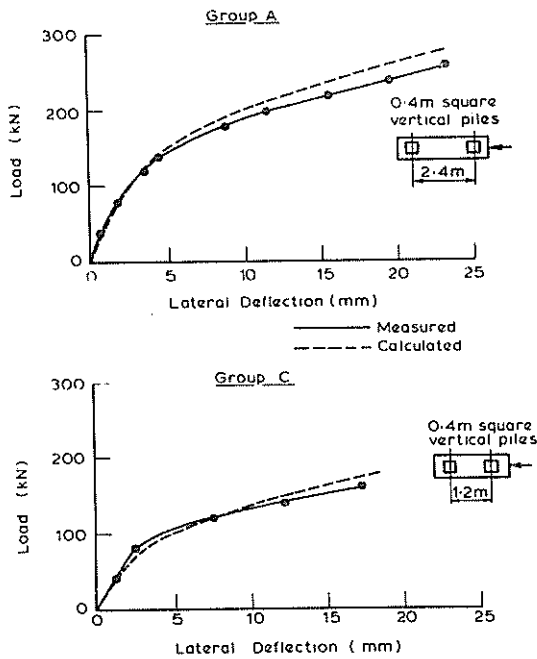 Group A
300
200
100
0
Load (kN)
0.4m square
vertical piles
2.4m
0 5 10 15 20 25
Lateral Deflection (mm)
Measured
Calculated
Group C
300
200
100
0
Load (kN)
0.4m square
vertical piles
1.2m
0 5 10 15 20 25
Lateral Deflection (mm)